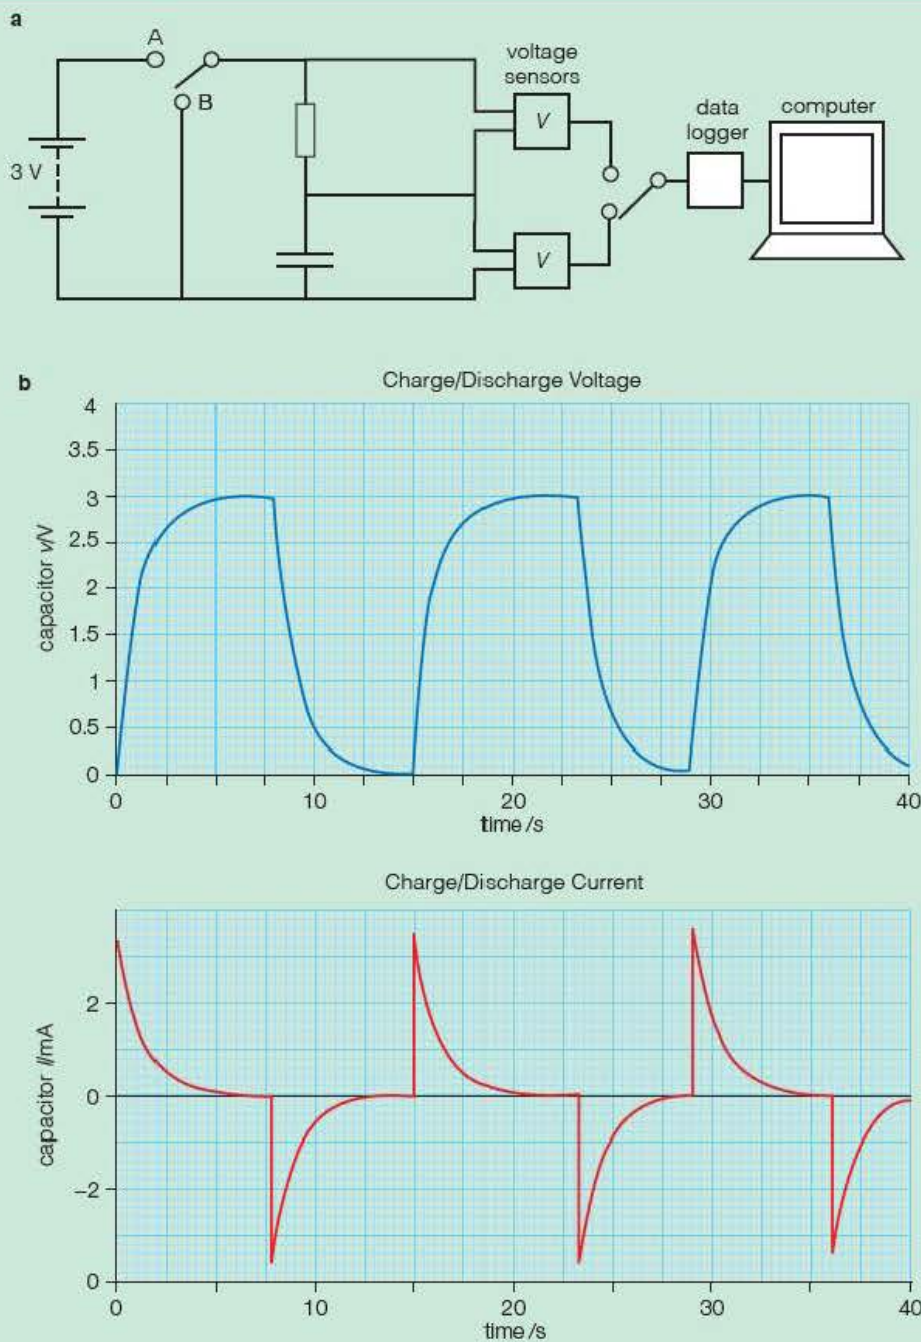 a
A
B
3 V
voltage
sensors
V
V
data
logger
computer
b
Charge/Discharge Voltage
capacitor v/V
4
3.5
3
2.5
2
1.5
1
0.5
0
0 10 20 30 40
time /s
Charge/Discharge Current
capacitor I/mA
2
0
–2
0
0 10 20 30 40
time /s